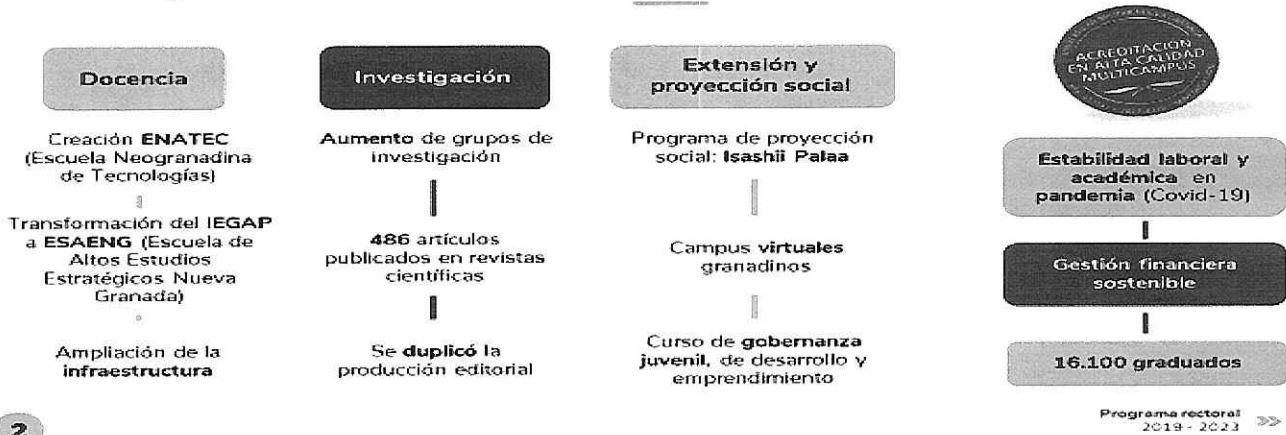 Docencia
Creación ENATEC
(Escuela Neogranadina
de Tecnologías)
Transformación del IEGAP
a ESAENG (Escuela de
Altos Estudios
Estratégicos Nueva
Granada)
Ampliación de la
infraestructura
Investigación
Aumento de grupos de
investigación
486 artículos
publicados en revistas
científicas
Se duplicó la
producción editorial
Extensión y
proyección social
Programa de proyección
social: Isashii Palaa
Campus virtuales
granadinos
Curso de gobernanza
juvenil, de desarrollo y
emprendimiento
ACREDITACIÓN
EN ALTA CALIDAD
MULTICAMPUS
Estabilidad laboral y
académica en
pandemia (Covid-19)
Gestión financiera
sostenible
16.100 graduados
2
Programa rectoral
2019 - 2023 >>